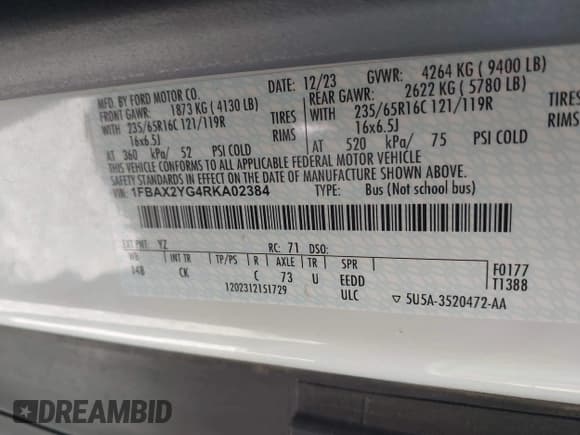 MFD. BY FORD MOTOR CO.
DATE: 12/23 GVWR: 4264 KG ( 9400 LB)
FRONT GAWR: 1873 KG ( 4130 LB) REAR GAWR: 2622 KG ( 5780 LB)
WITH 235/65R16C 121/119R TIRES WITH 235/65R16C 121/119R TIRES
16x6.5J RIMS 16x6.5J RIMS
AT 360 kPa/ 52 PSI COLD AT 520 kPa/ 75 PSI COLD
THIS VEHICLE CONFORMS TO ALL APPLICABLE FEDERAL MOTOR VEHICLE
SAFETY STANDARDS IN EFFECT ON THE DATE OF MANUFACTURE SHOWN ABOVE.
VIN: 1FBAX2YG4RKA02384 TYPE: Bus (Not school bus)
EXT PNT: YZ RC: 71 DSO:
WB INT TR TP/PS R AXLE TR SPR
148 CK C 73 U EEDD
ULC
F0177
T1388
1202312151729
▽ 5U5A-3520472-AA
DREAMBID